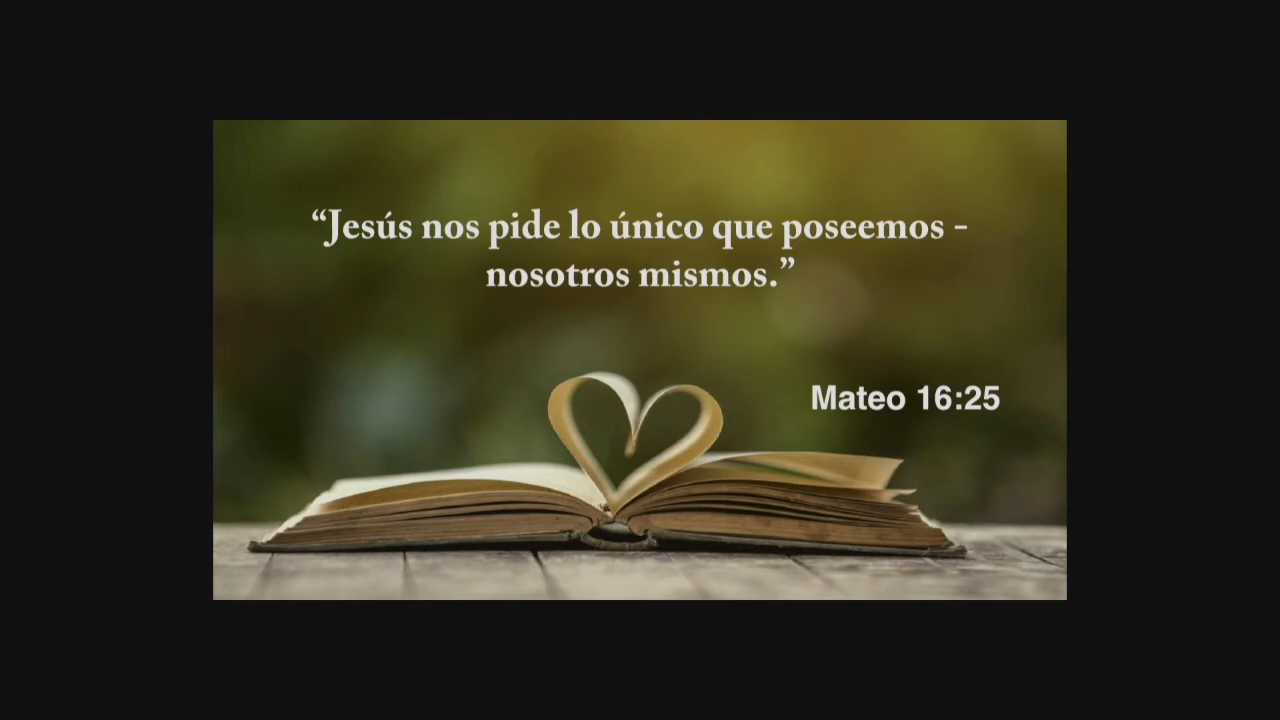 “Jesús nos pide lo único que poseemos -
nosotros mismos.”
Mateo 16:25